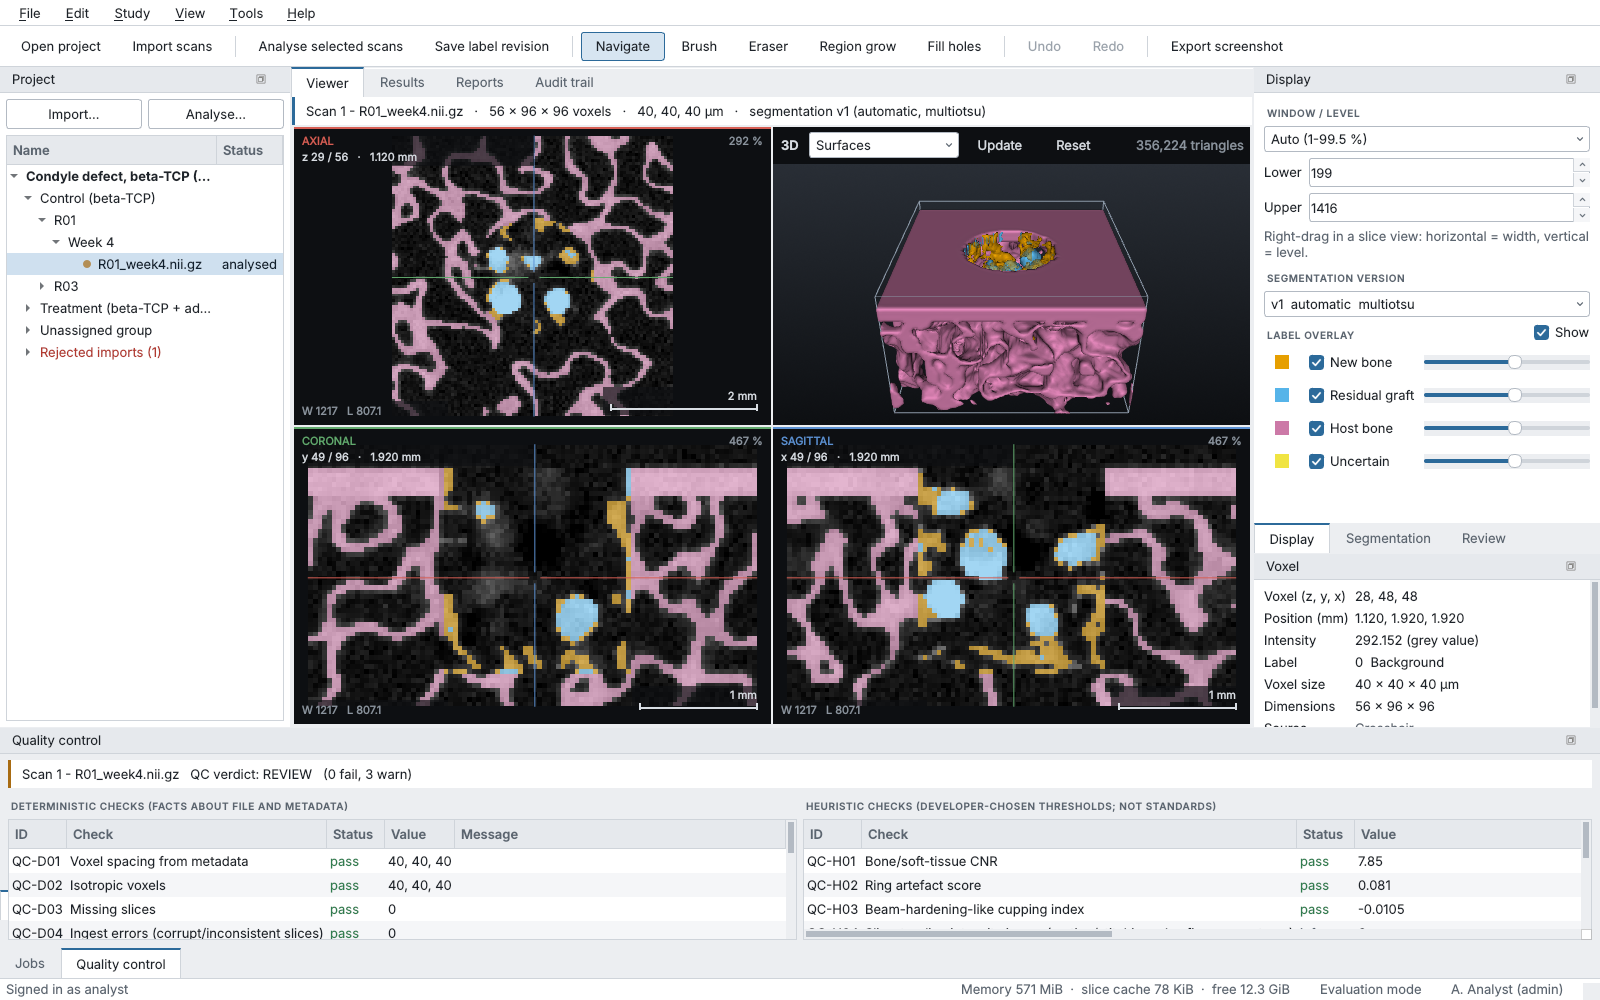 File Edit Study View Tools Help
Open project Import scans Analyse selected scans Save label revision Navigate Brush Eraser Region grow Fill holes Undo Redo Export screenshot
Project
Import... Analyse...
Name Status
Condyle defect, beta-TCP (...
Control (beta-TCP)
R01
Week 4
R01_week4.nii.gz analysed
R03
Treatment (beta-TCP + ad...
Unassigned group
Rejected imports (1)
Viewer Results Reports Audit trail
Scan 1 - R01_week4.nii.gz · 56 × 96 × 96 voxels · 40, 40, 40 µm · segmentation v1 (automatic, multiotsu)
AXIAL 292 %
z 29 / 56 · 1.120 mm
2 mm
W 1217 L 807.1
3D Surfaces Update Reset 356,224 triangles
CORONAL 467 %
y 49 / 96 · 1.920 mm
1 mm
W 1217 L 807.1
SAGITTAL 467 %
x 49 / 96 · 1.920 mm
1 mm
W 1217 L 807.1
Display
WINDOW / LEVEL
Auto (1-99.5 %)
Lower 199
Upper 1416
Right-drag in a slice view: horizontal = width, vertical
= level.
SEGMENTATION VERSION
v1 automatic multiotsu
LABEL OVERLAY Show
New bone
Residual graft
Host bone
Uncertain
Display Segmentation Review
Voxel
Voxel (z, y, x) 28, 48, 48
Position (mm) 1.120, 1.920, 1.920
Intensity 292.152 (grey value)
Label 0 Background
Voxel size 40 × 40 × 40 µm
Dimensions 56 × 96 × 96
Quality control
Scan 1 - R01_week4.nii.gz QC verdict: REVIEW (0 fail, 3 warn)
DETERMINISTIC CHECKS (FACTS ABOUT FILE AND METADATA)
ID Check Status Value Message
QC-D01 Voxel spacing from metadata pass 40, 40, 40
QC-D02 Isotropic voxels pass 40, 40, 40
QC-D03 Missing slices pass 0
QC-D04 Ingest errors (corrupt/inconsistent slices) pass 0
HEURISTIC CHECKS (DEVELOPER-CHOSEN THRESHOLDS; NOT STANDARDS)
ID Check Status Value
QC-H01 Bone/soft-tissue CNR pass 7.85
QC-H02 Ring artefact score pass 0.081
QC-H03 Beam-hardening-like cupping index pass -0.0105
Jobs Quality control
Signed in as analyst
Memory 571 MiB · slice cache 78 KiB · free 12.3 GiB Evaluation mode A. Analyst (admin)